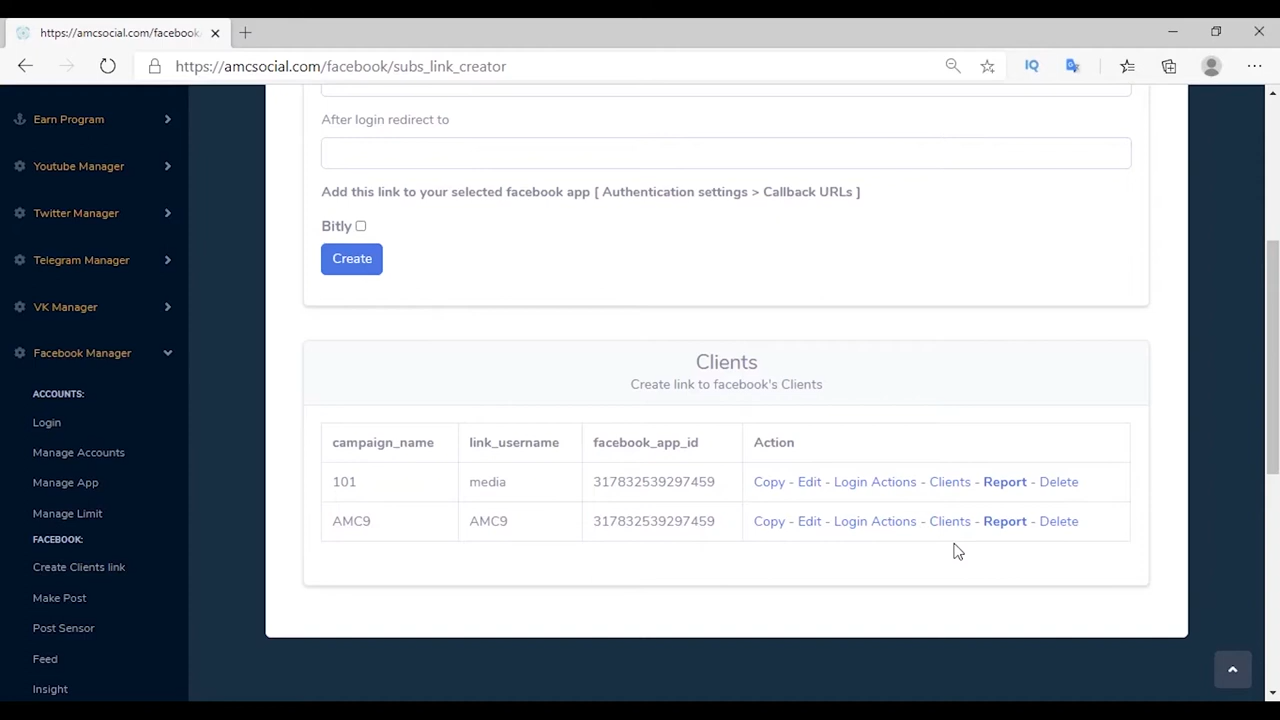 https://amcsocial.com/facebook
https://amcsocial.com/facebook/subs_link_creator
IQ
Earn Program
Youtube Manager
Twitter Manager
Telegram Manager
VK Manager
Facebook Manager
ACCOUNTS:
Login
Manage Accounts
Manage App
Manage Limit
FACEBOOK:
Create Clients link
Make Post
Post Sensor
Feed
Insight
After login redirect to
Add this link to your selected facebook app [ Authentication settings > Callback URLs ]
Bitly
Create
Clients
Create link to facebook's Clients
campaign_name link_username facebook_app_id Action
101 media 317832539297459 Copy - Edit - Login Actions - Clients - Report - Delete
AMC9 AMC9 317832539297459 Copy - Edit - Login Actions - Clients - Report - Delete